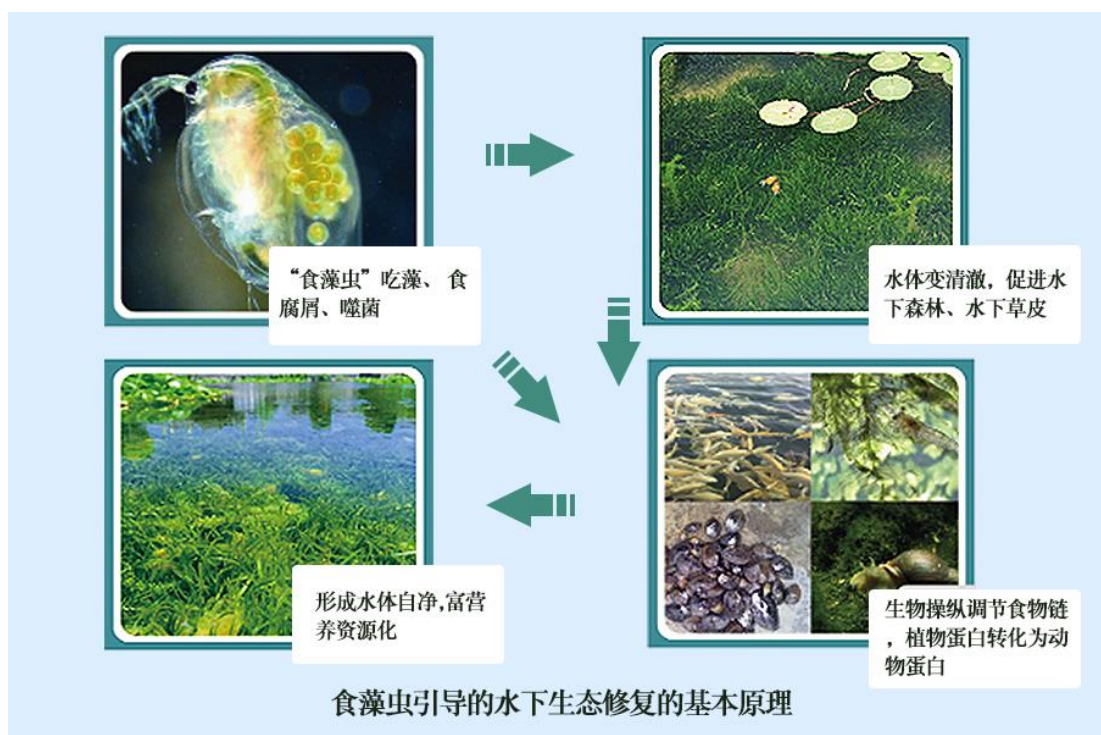 “食藻虫”吃藻、 食
腐屑、噬菌
水体变清澈，促进水
下森林、水下草皮
形成水体自净,富营
养资源化
生物操纵调节食物链
，植物蛋白转化为动
物蛋白
食藻虫引导的水下生态修复的基本原理